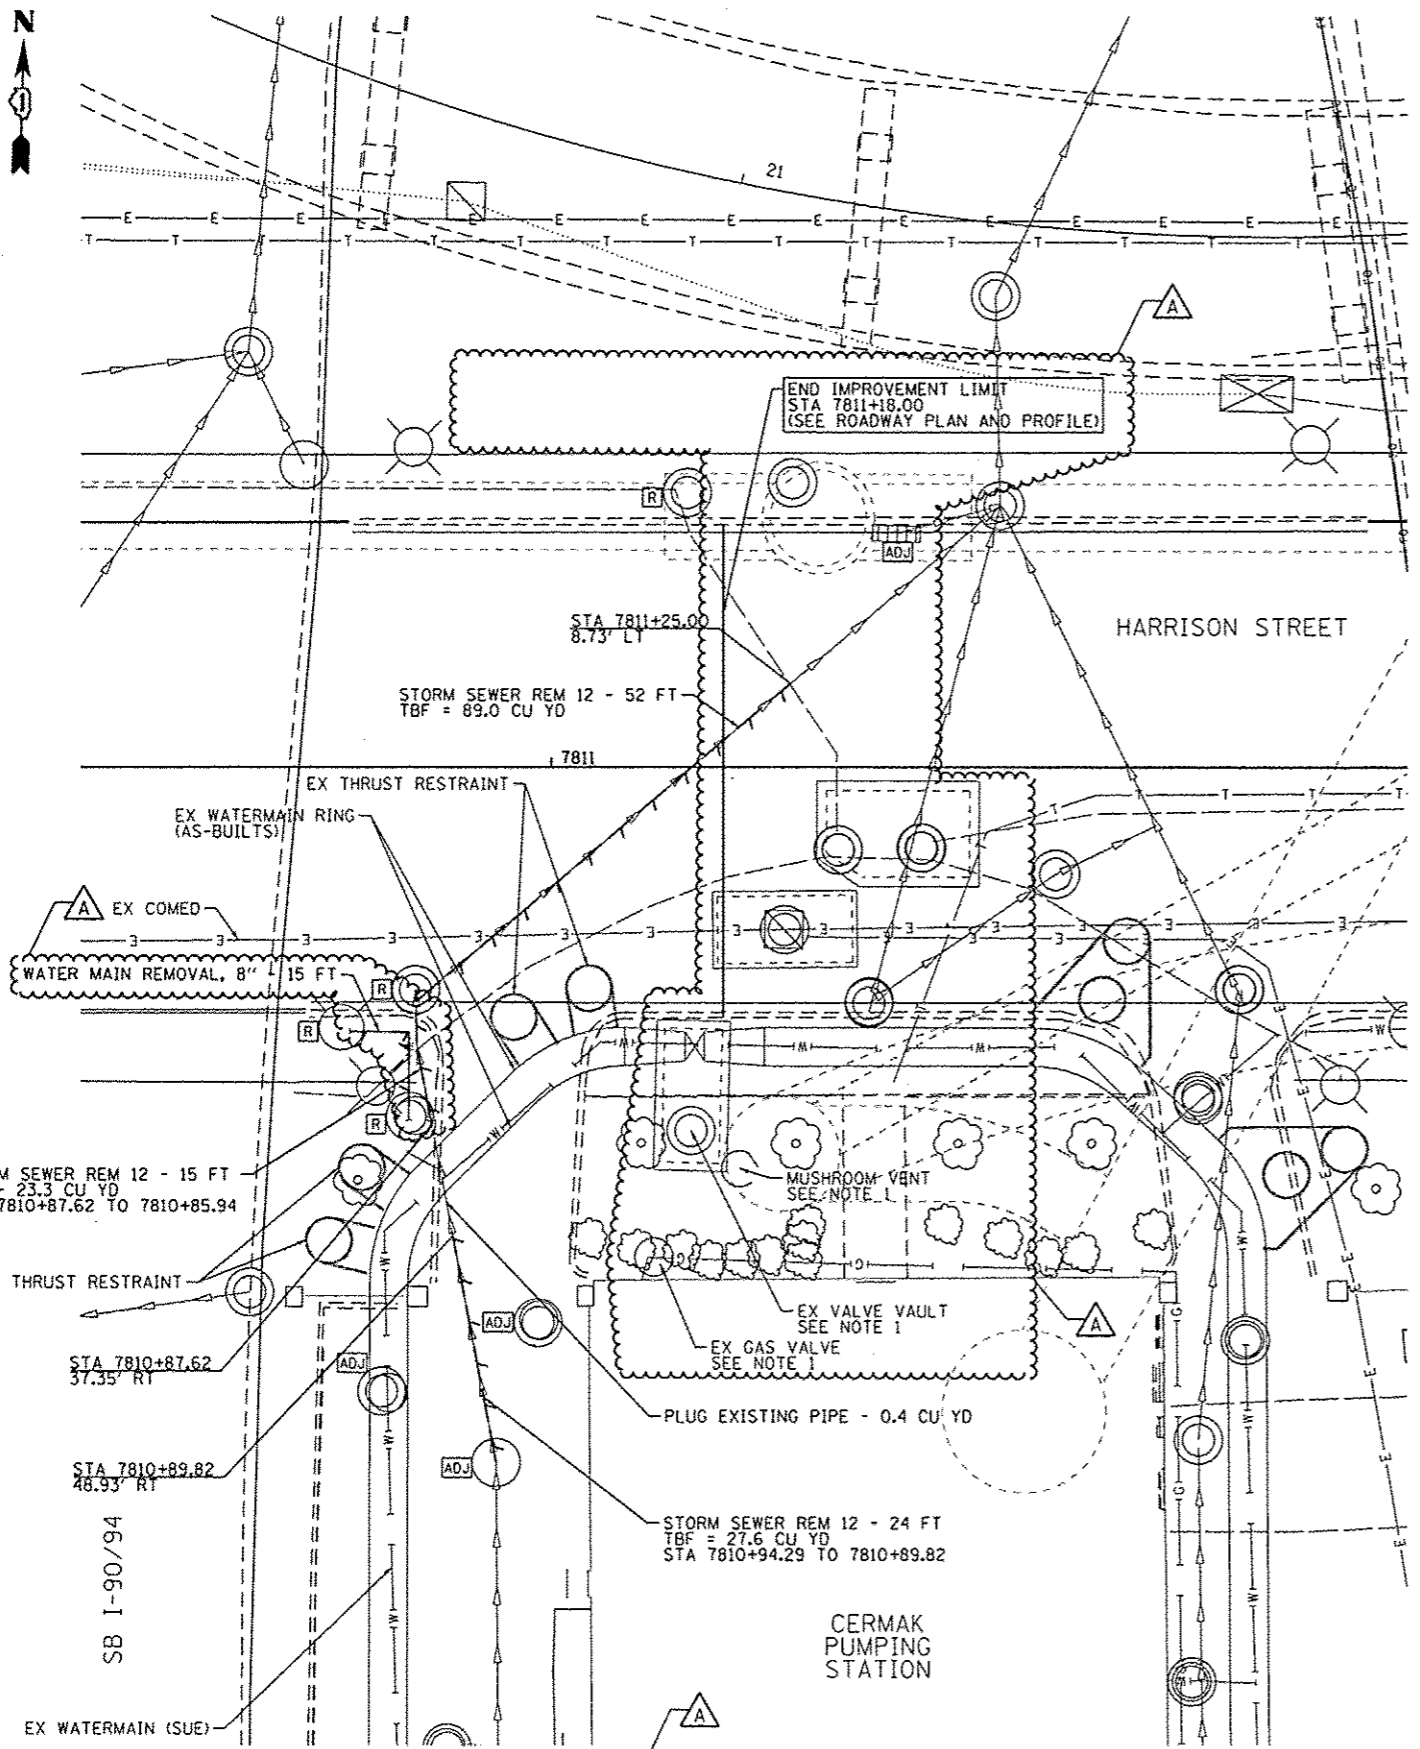 N
21
E E E E E E E E E E E E E E E
T T T T T T T T T T T T T T T
A
END IMPROVEMENT LIMIT
STA 7811+18.00
(SEE ROADWAY PLAN AND PROFILE)
R
ADJ
STA 7811+25.00
8.73' LT
HARRISON STREET
STORM SEWER REM 12 - 52 FT
TBF = 89.0 CU YD
7811
EX THRUST RESTRAINT
EX WATERMAIN RING
(AS-BUILTS)
T T T T
A EX COMED
WATER MAIN REMOVAL, 8" - 15 FT
R
R
R
M SEWER REM 12 - 15 FT
- 23.3 CU YD
7810+87.62 TO 7810+85.94
MUSHROOM VENT
SEE NOTE 1
THRUST RESTRAINT
G
ADJ
EX VALVE VAULT
SEE NOTE 1
A
EX GAS VALVE
SEE NOTE 1
STA 7810+87.62
37.35' RT
ADJ
PLUG EXISTING PIPE - 0.4 CU YD
STA 7810+89.82
48.93' RT
ADJ
STORM SEWER REM 12 - 24 FT
TBF = 27.6 CU YD
STA 7810+94.29 TO 7810+89.82
SB I-90/94
CERMAK
PUMPING
STATION
EX WATERMAIN (SUE)
A